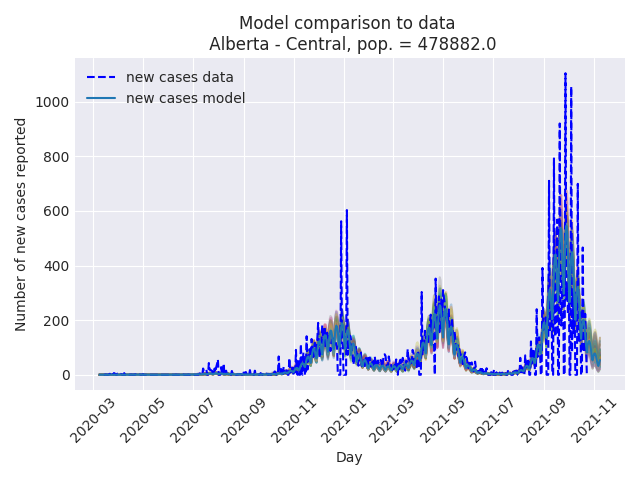 Model comparison to data
Alberta - Central, pop. = 478882.0
new cases data
new cases model
Number of new cases reported
1000
800
600
400
200
0
2020-03
2020-05
2020-07
2020-09
2020-11
2021-01
2021-03
2021-05
2021-07
2021-09
2021-11
Day